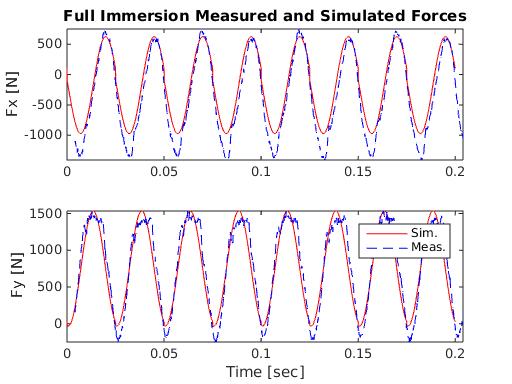 Full Immersion Measured and Simulated Forces
500
0
-500
-1000
Fx [N]
0 0.05 0.1 0.15 0.2
1500
1000
500
0
Fy [N]
Sim.
Meas.
0 0.05 0.1 0.15 0.2
Time [sec]